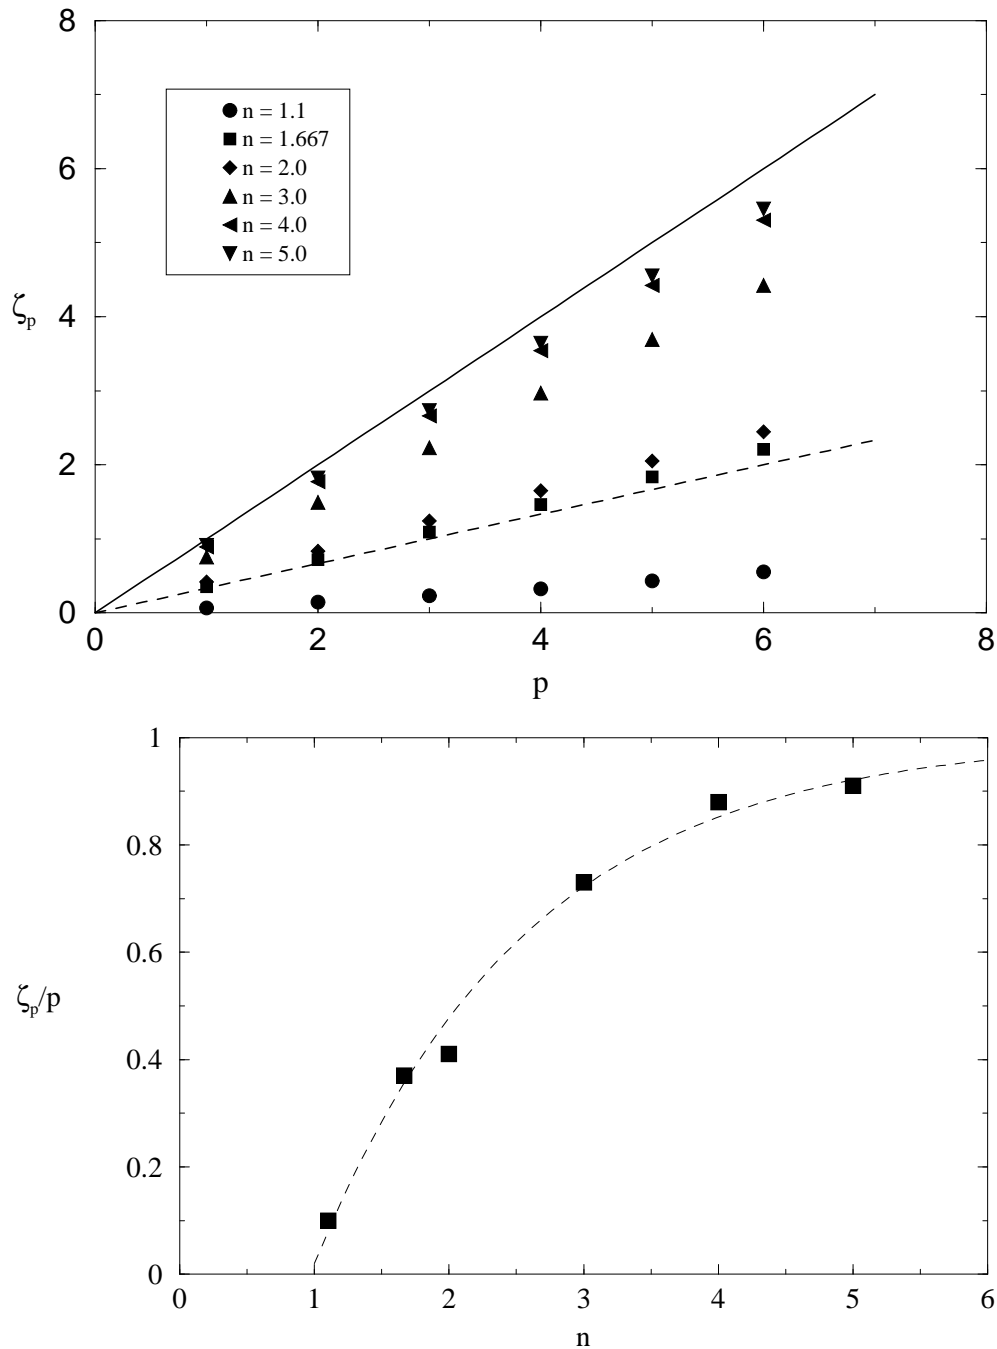 8
6
4
2
0
ζp
n = 1.1
n = 1.667
n = 2.0
n = 3.0
n = 4.0
n = 5.0
0 2 4 6 8
p
1
0.8
0.6
0.4
0.2
0
ζp/p
0 1 2 3 4 5 6
n